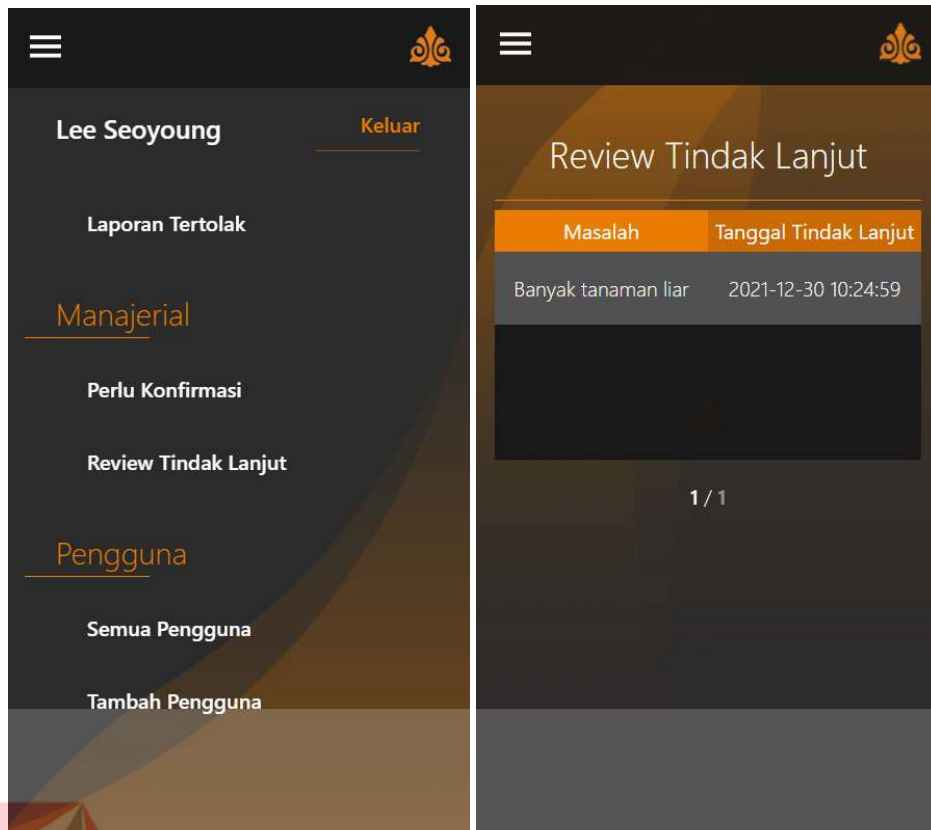 Lee Seoyoung
Keluar
Laporan Tertolak
Manajerial
Perlu Konfirmasi
Review Tindak Lanjut
Pengguna
Semua Pengguna
Tambah Pengguna
Review Tindak Lanjut
Masalah Tanggal Tindak Lanjut
Banyak tanaman liar 2021-12-30 10:24:59
1 / 1